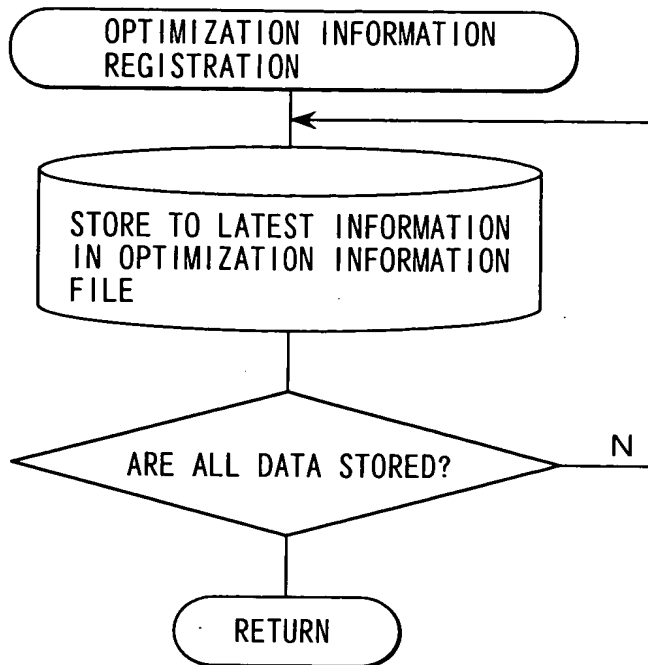 OPTIMIZATION INFORMATION
REGISTRATION
STORE TO LATEST INFORMATION
IN OPTIMIZATION INFORMATION
FILE
ARE ALL DATA STORED?
N
RETURN